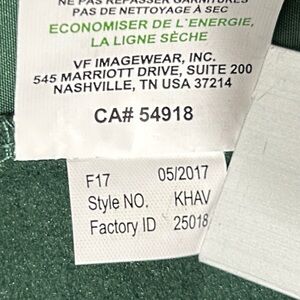 NE PAS REPASSER GARNITURES
PAS DE NETTOYAGE À SEC
ECONOMISER DE L'ENERGIE,
LA LIGNE SÈCHE
VF IMAGEWEAR, INC.
545 MARRIOTT DRIVE, SUITE 200
NASHVILLE, TN USA 37214
CA# 54918
F17 05/2017
Style NO. KHAV
Factory ID 25018